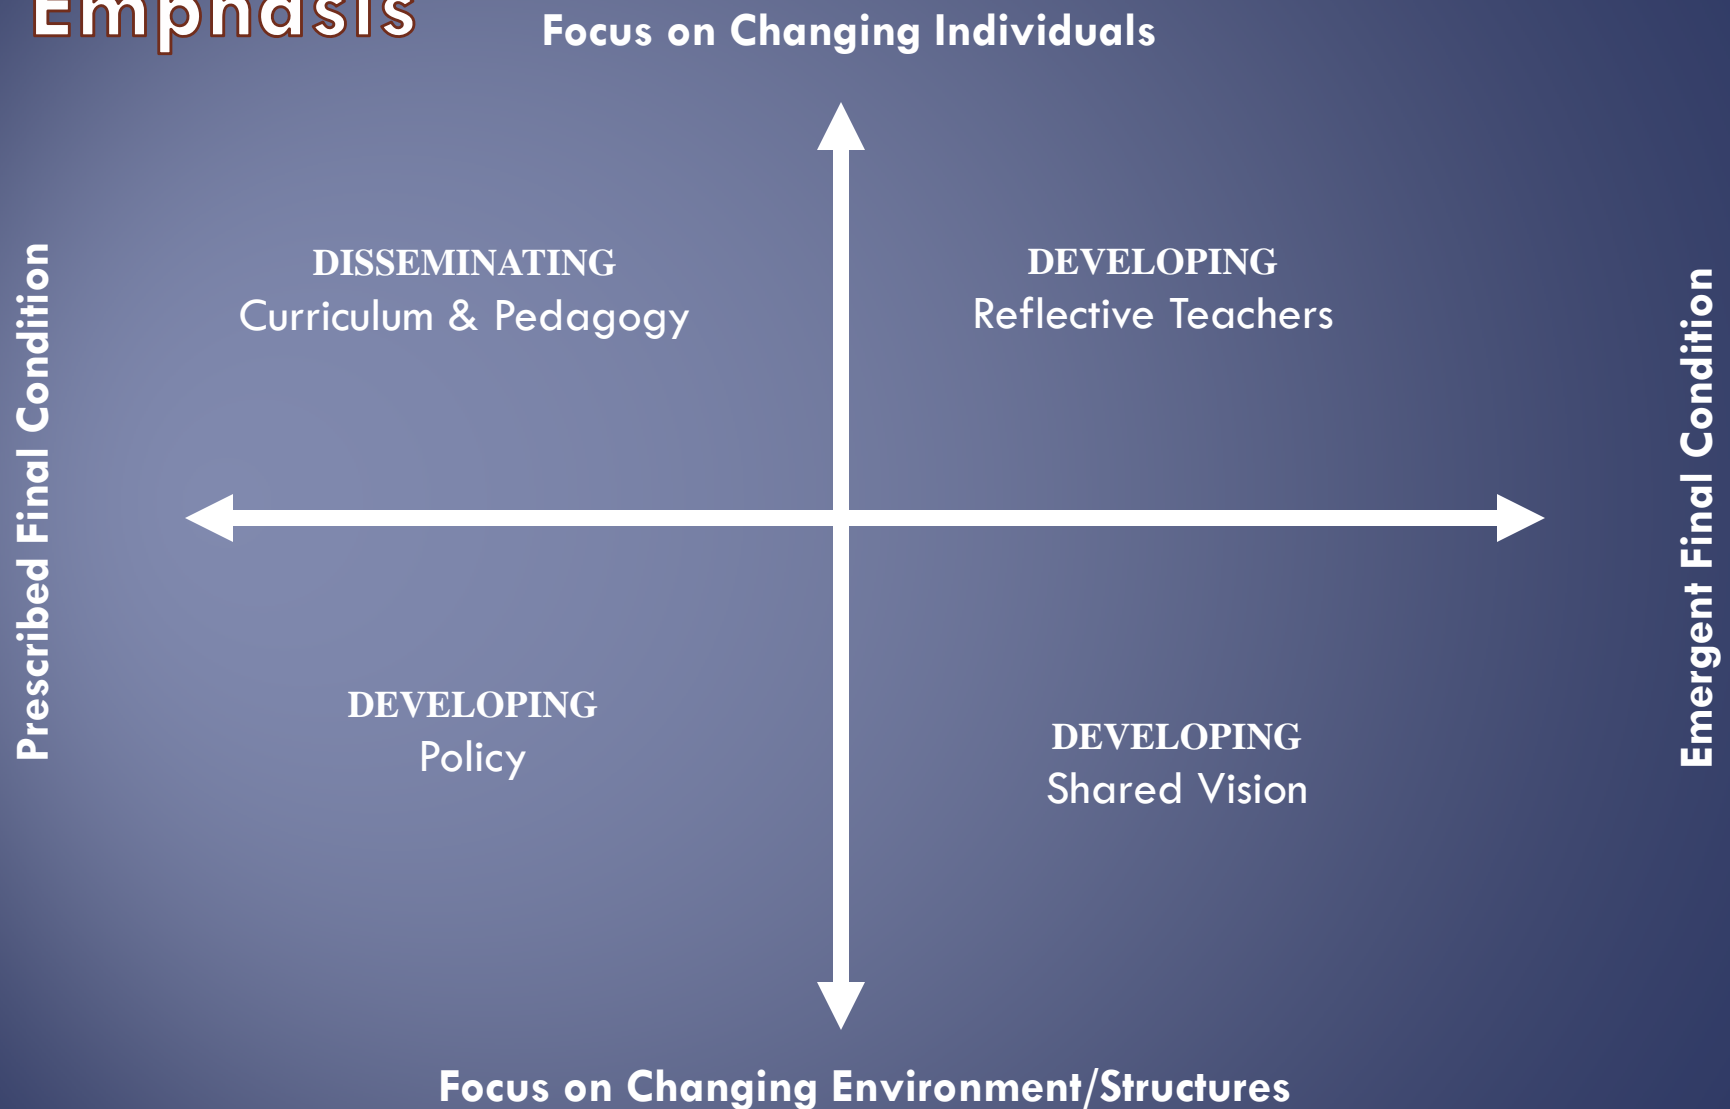 Emphasis
Focus on Changing Individuals
Prescribed Final Condition
DISSEMINATING
Curriculum & Pedagogy
DEVELOPING
Reflective Teachers
Emergent Final Condition
DEVELOPING
Policy
DEVELOPING
Shared Vision
Focus on Changing Environment/Structures